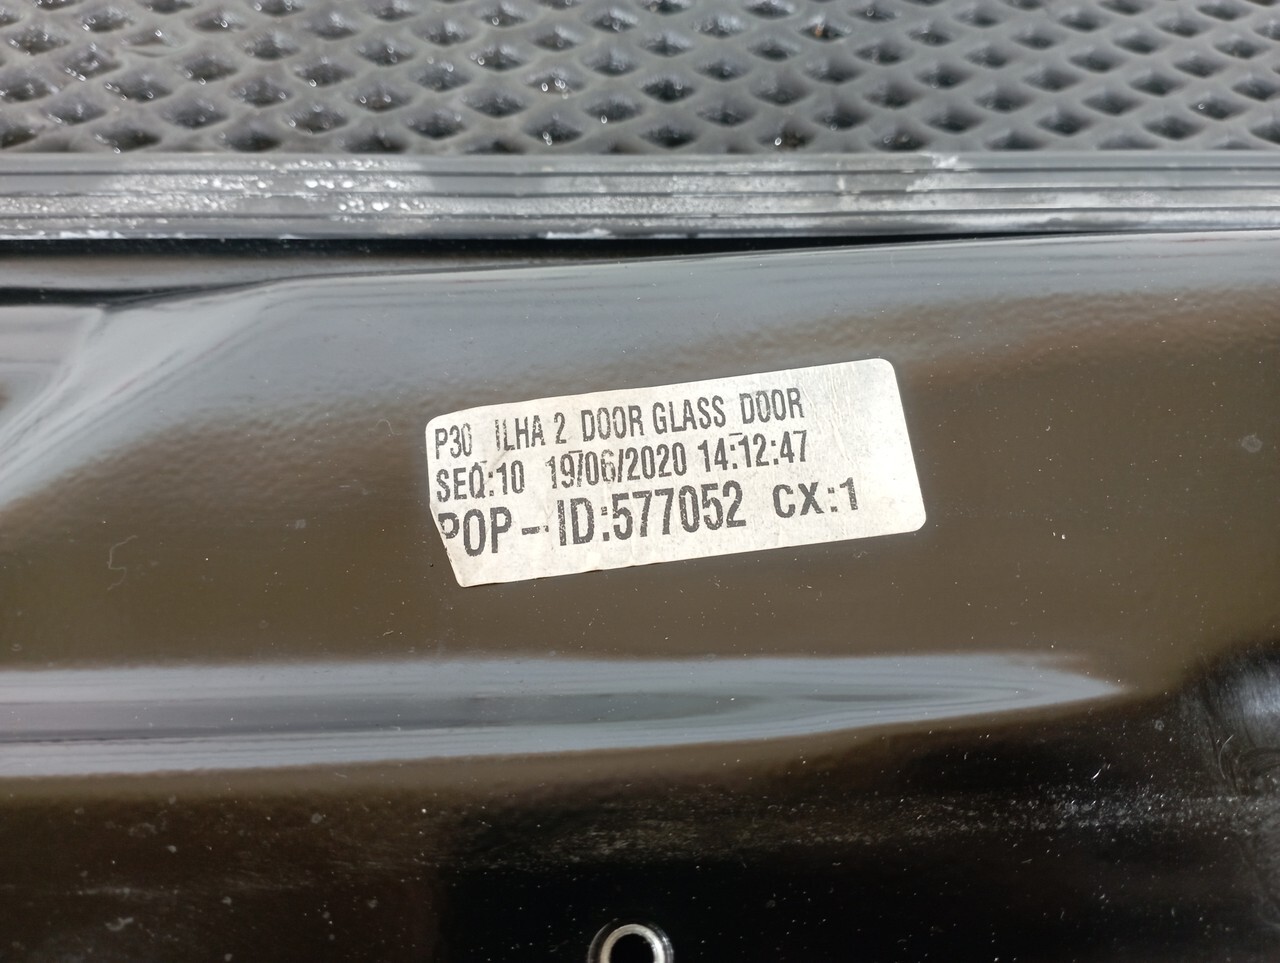 P30 ILHA 2 DOOR GLASS DOOR
SEQ:10 19/06/2020 14:12:47
POP-ID:577052 CX:1